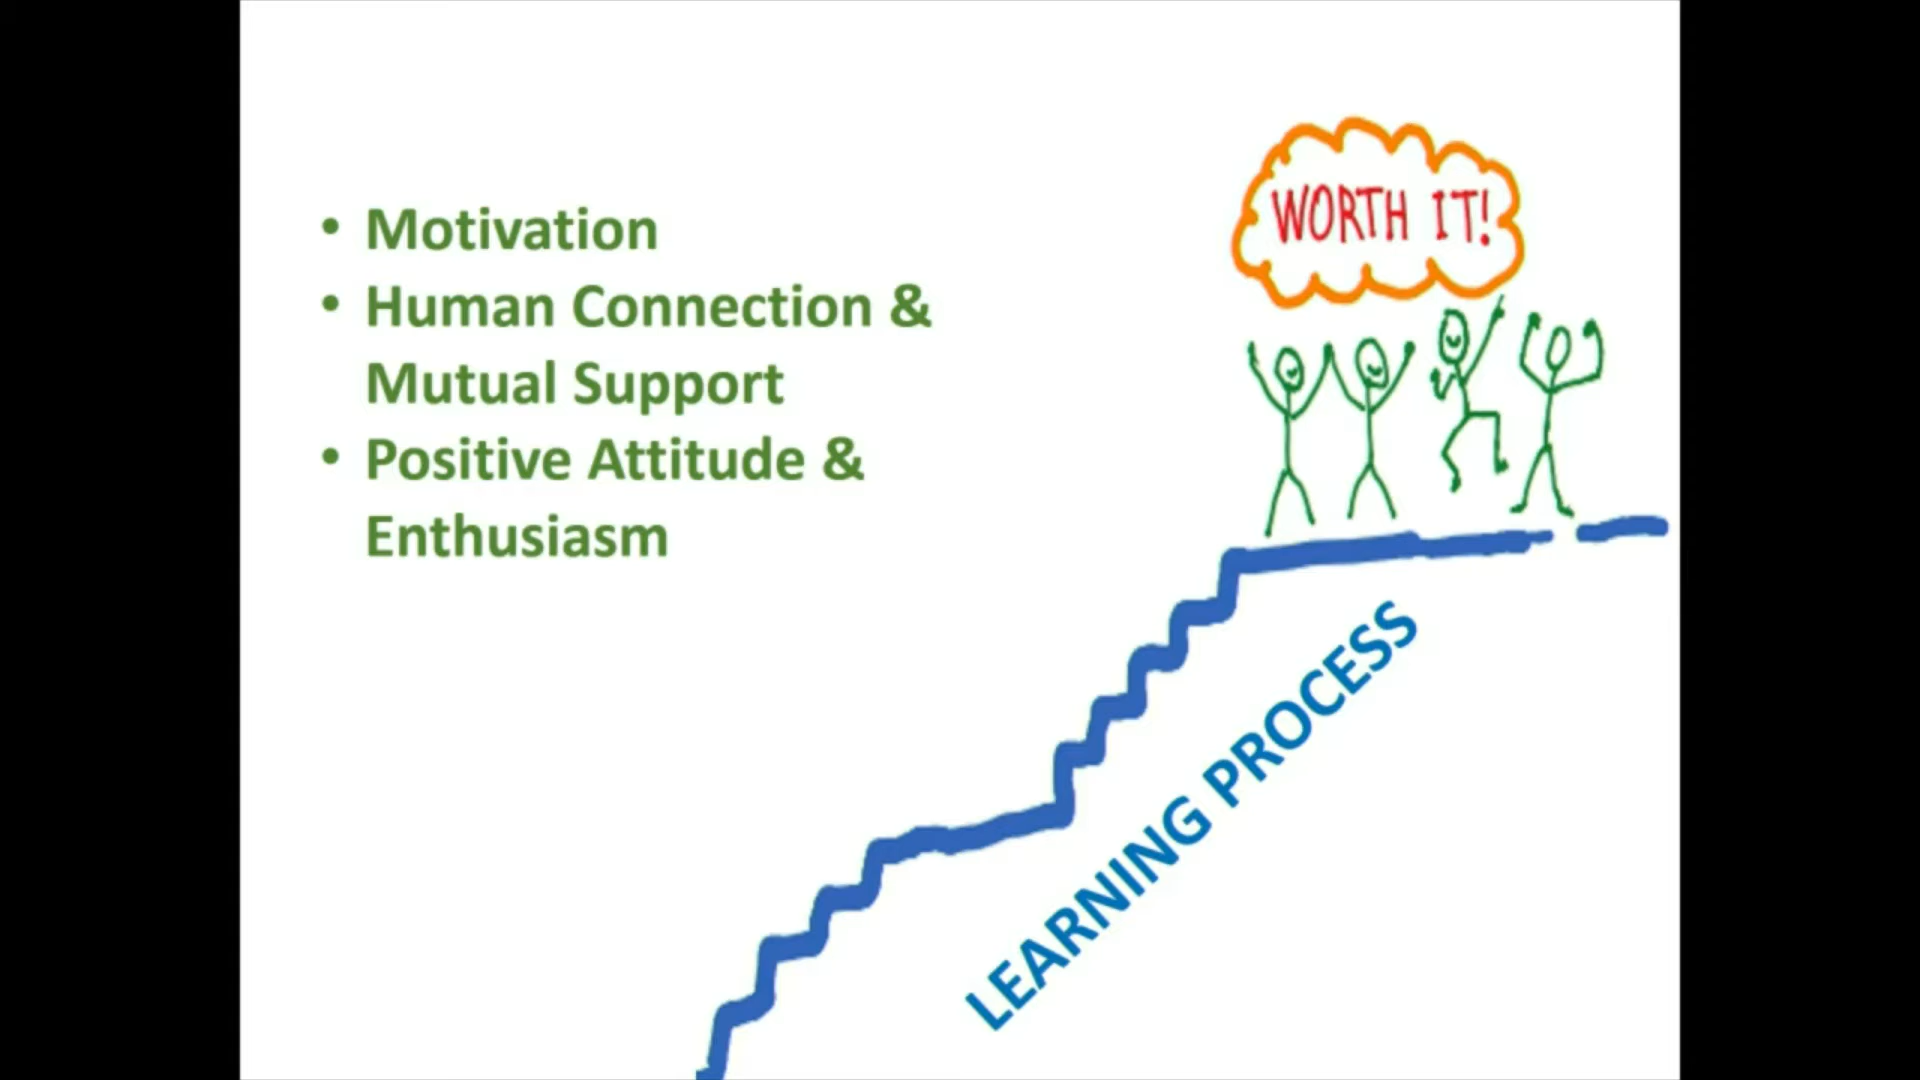 • Motivation
• Human Connection &
Mutual Support
• Positive Attitude &
Enthusiasm
WORTH IT!
LEARNING PROCESS